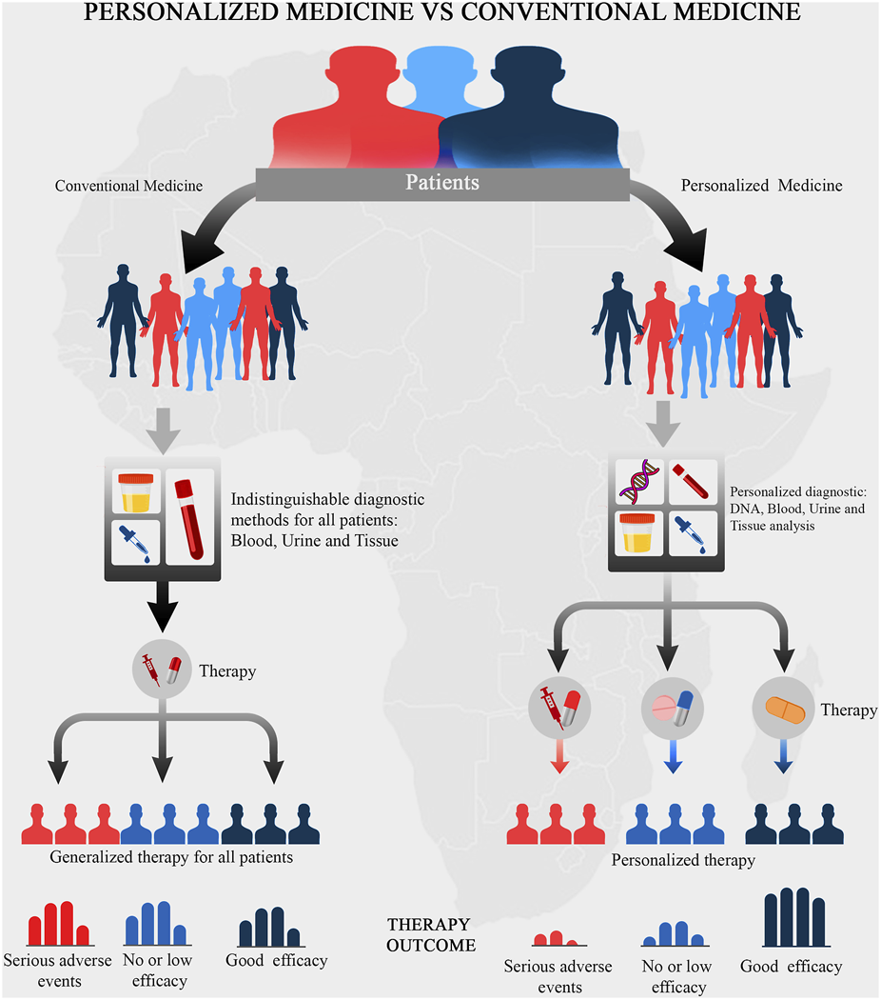 PERSONALIZED MEDICINE VS CONVENTIONAL MEDICINE
Patients
Conventional Medicine
Personalized Medicine
Indistinguishable diagnostic
methods for all patients:
Blood, Urine and Tissue
Personalized diagnostic:
DNA, Blood, Urine and
Tissue analysis
Therapy
Therapy
Generalized therapy for all patients
Personalized therapy
Serious adverse
events
No or low
efficacy
Good efficacy
THERAPY
OUTCOME
Serious adverse
events
No or low
efficacy
Good efficacy